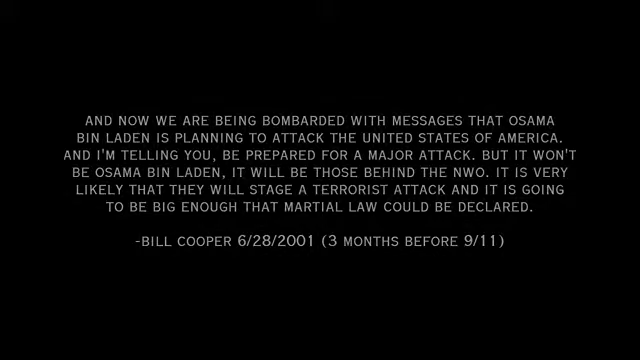 AND NOW WE ARE BEING BOMBARDED WITH MESSAGES THAT OSAMA
BIN LADEN IS PLANNING TO ATTACK THE UNITED STATES OF AMERICA.
AND I'M TELLING YOU, BE PREPARED FOR A MAJOR ATTACK. BUT IT WON'T
BE OSAMA BIN LADEN, IT WILL BE THOSE BEHIND THE NWO. IT IS VERY
LIKELY THAT THEY WILL STAGE A TERRORIST ATTACK AND IT IS GOING
TO BE BIG ENOUGH THAT MARTIAL LAW COULD BE DECLARED.
-BILL COOPER 6/28/2001 (3 MONTHS BEFORE 9/11)